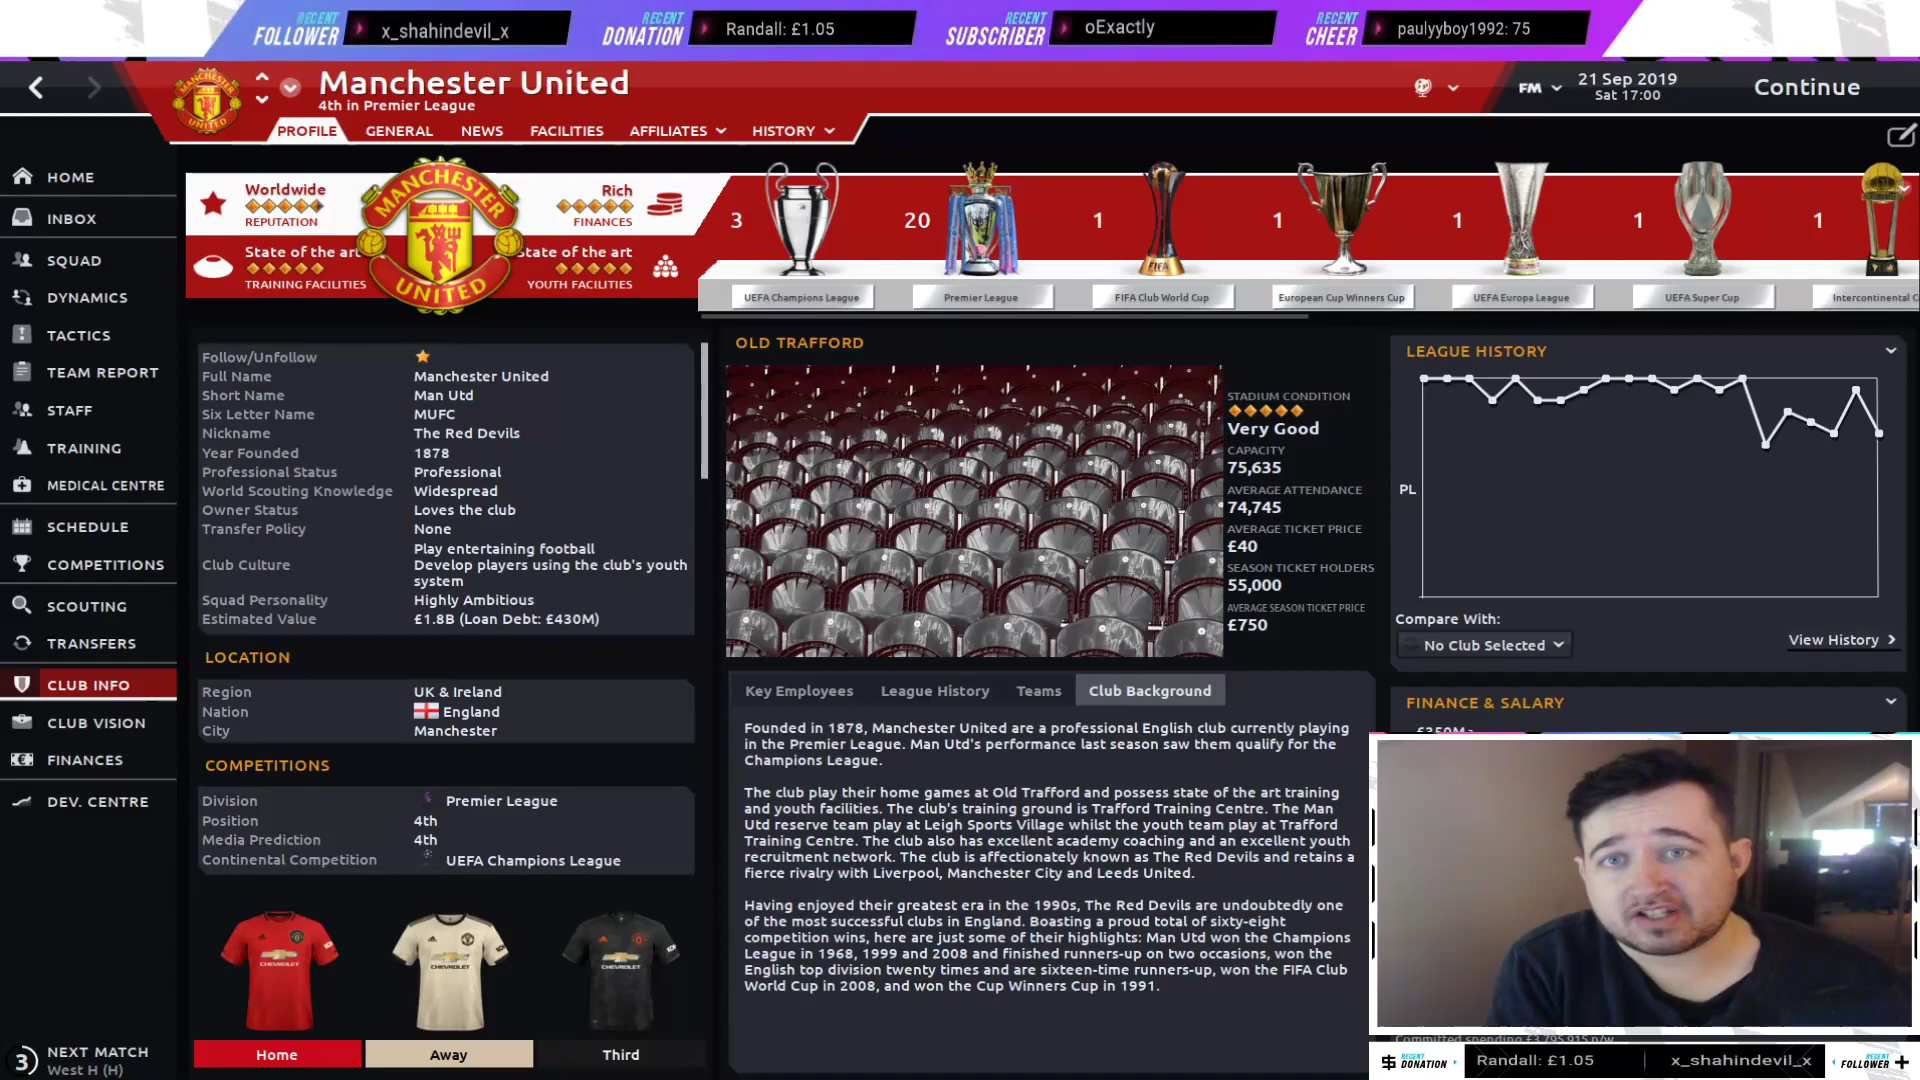 RECENT FOLLOWER
x_shahindevil_x
RECENT DONATION
Randall: £1.05
RECENT SUBSCRIBER
oExactly
RECENT CHEER
paulyyboy1992: 75
Manchester United
4th in Premier League
FM
21 Sep 2019
Sat 17:00
Continue
PROFILE
GENERAL
NEWS
FACILITIES
AFFILIATES
HISTORY
HOME
INBOX
SQUAD
DYNAMICS
TACTICS
TEAM REPORT
STAFF
TRAINING
MEDICAL CENTRE
SCHEDULE
COMPETITIONS
SCOUTING
TRANSFERS
CLUB INFO
CLUB VISION
FINANCES
DEV. CENTRE
3
NEXT MATCH
West H (H)
Worldwide
REPUTATION
Rich
FINANCES
State of the art
TRAINING FACILITIES
State of the art
YOUTH FACILITIES
MANCHESTER
UNITED
3
20
1
1
1
1
1
FIFA
UEFA Champions League
Premier League
FIFA Club World Cup
European Cup Winners Cup
UEFA Europa League
UEFA Super Cup
Intercontinental C
Follow/Unfollow
Full Name Manchester United
Short Name Man Utd
Six Letter Name MUFC
Nickname The Red Devils
Year Founded 1878
Professional Status Professional
World Scouting Knowledge Widespread
Owner Status Loves the club
Transfer Policy None
Club Culture
Play entertaining football
Develop players using the club's youth
system
Squad Personality Highly Ambitious
Estimated Value £1.8B (Loan Debt: £430M)
LOCATION
Region UK & Ireland
Nation England
City Manchester
COMPETITIONS
Division Premier League
Position 4th
Media Prediction 4th
Continental Competition UEFA Champions League
CHEVROLET
CHEVROLET
CHEVROLET
Home
Away
Third
OLD TRAFFORD
STADIUM CONDITION
Very Good
CAPACITY
75,635
AVERAGE ATTENDANCE
74,745
AVERAGE TICKET PRICE
£40
SEASON TICKET HOLDERS
55,000
AVERAGE SEASON TICKET PRICE
£750
Key Employees
League History
Teams
Club Background
Founded in 1878, Manchester United are a professional English club currently playing
in the Premier League. Man Utd's performance last season saw them qualify for the
Champions League.
The club play their home games at Old Trafford and possess state of the art training
and youth facilities. The club's training ground is Trafford Training Centre. The Man
Utd reserve team play at Leigh Sports Village whilst the youth team play at Trafford
Training Centre. The club also has excellent academy coaching and an excellent youth
recruitment network. The club is affectionately known as The Red Devils and retains a
fierce rivalry with Liverpool, Manchester City and Leeds United.
Having enjoyed their greatest era in the 1990s, The Red Devils are undoubtedly one
of the most successful clubs in England. Boasting a proud total of sixty-eight
competition wins, here are just some of their highlights: Man Utd won the Champions
League in 1968, 1999 and 2008 and finished runners-up on two occasions, won the
English top division twenty times and are sixteen-time runners-up, won the FIFA Club
World Cup in 2008, and won the Cup Winners Cup in 1991.
LEAGUE HISTORY
PL
Compare With:
No Club Selected
View History
FINANCE & SALARY
Committed spending £3,795,915 p/w
RECENT DONATION
Randall: £1.05
x_shahindevil_x
RECENT FOLLOWER